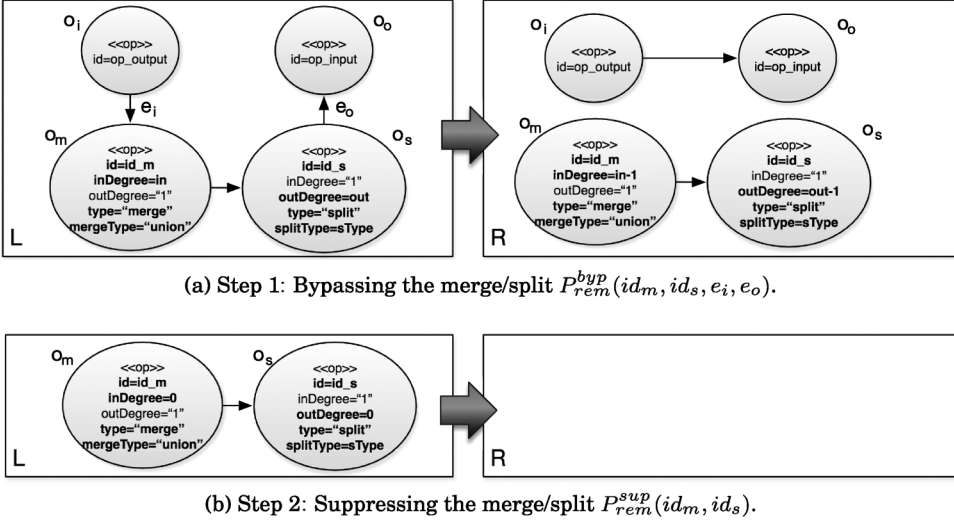 o_i
<<op>>
id=op_output
o_o
<<op>>
id=op_input
e_i
e_o
o_m
<<op>>
id=id_m
inDegree=in
outDegree="1"
type="merge"
mergeType="union"
o_s
<<op>>
id=id_s
inDegree="1"
outDegree=out
type="split"
splitType=sType
L
o_i
<<op>>
id=op_output
o_o
<<op>>
id=op_input
o_m
<<op>>
id=id_m
inDegree=in-1
outDegree="1"
type="merge"
mergeType="union"
o_s
<<op>>
id=id_s
inDegree="1"
outDegree=out-1
type="split"
splitType=sType
R
(a) Step 1: Bypassing the merge/split $P_{rem}^{byp}(id_m, id_s, e_i, e_o)$.
o_m
<<op>>
id=id_m
inDegree=0
outDegree="1"
type="merge"
mergeType="union"
o_s
<<op>>
id=id_s
inDegree="1"
outDegree=0
type="split"
splitType=sType
L
R
(b) Step 2: Suppressing the merge/split $P_{rem}^{sup}(id_m, id_s)$.